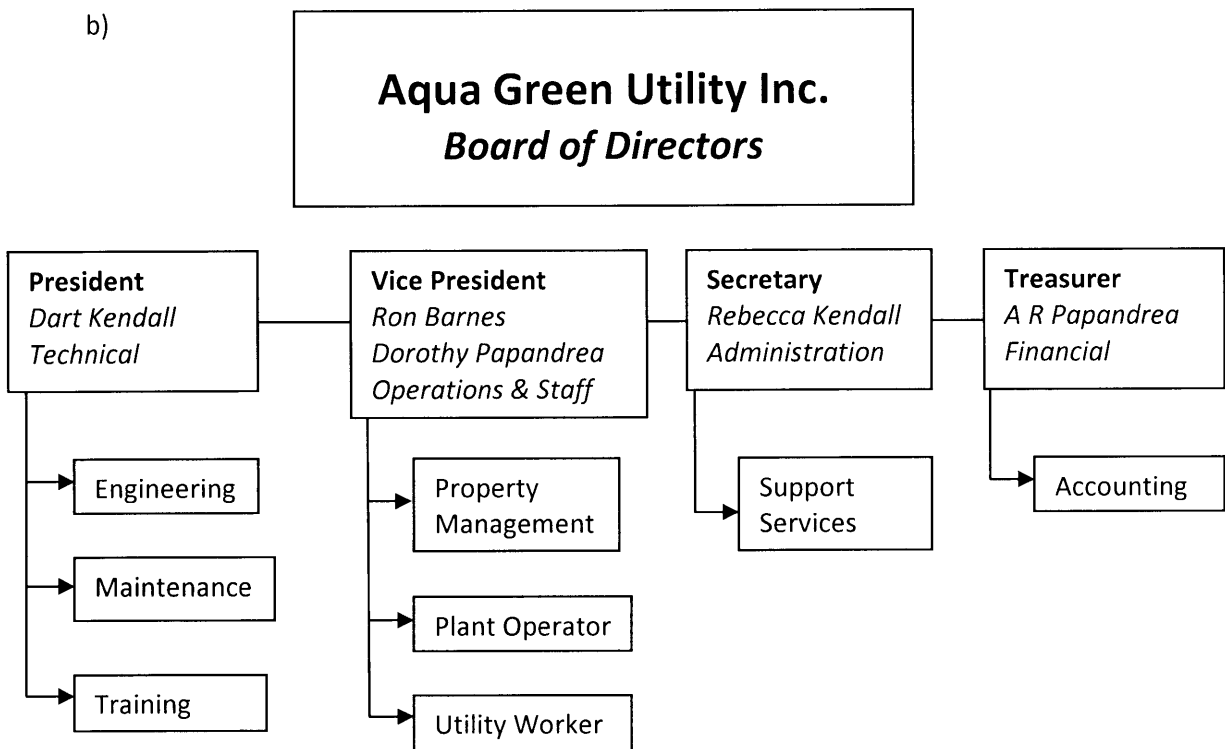 b)
Aqua Green Utility Inc.
Board of Directors
President
Dart Kendall
Technical
Vice President
Ron Barnes
Dorothy Papandrea
Operations & Staff
Secretary
Rebecca Kendall
Administration
Treasurer
A R Papandrea
Financial
Engineering
Maintenance
Training
Property
Management
Plant Operator
Utility Worker
Support
Services
Accounting